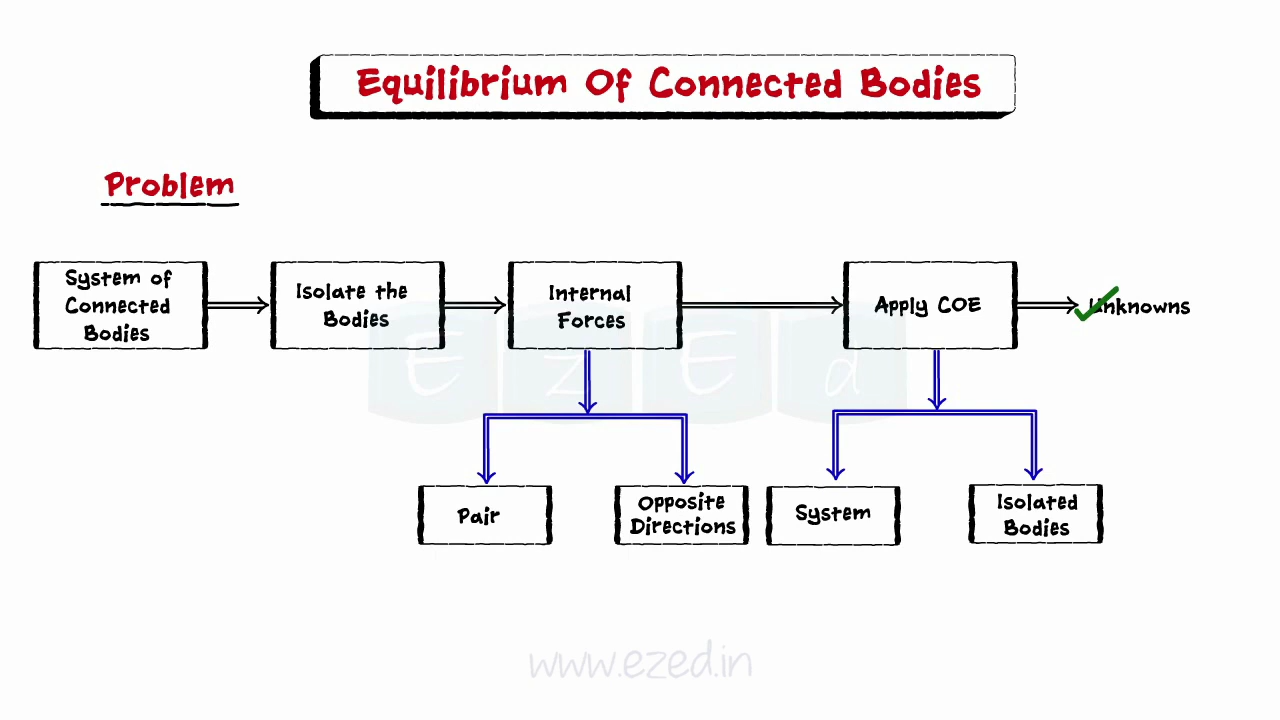 Equilibrium Of Connected Bodies
Problem
System of
Connected
Bodies
Isolate the
Bodies
Internal
Forces
Apply COE
Unknowns
EzEd
Pair
Opposite
Directions
System
Isolated
Bodies
www.ezed.in